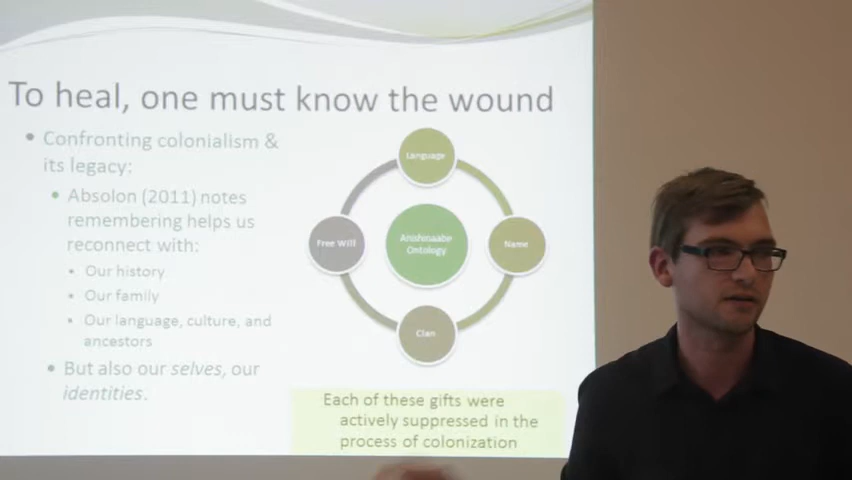 To heal, one must know the wound
• Confronting colonialism &
its legacy:
• Absolon (2011) notes
remembering helps us
reconnect with:
• Our history
• Our family
• Our language, culture, and
ancestors
• But also our selves, our
identities.
Language
Free Will
Anishinaabe
Ontology
Name
Clan
Each of these gifts were
actively suppressed in the
process of colonization